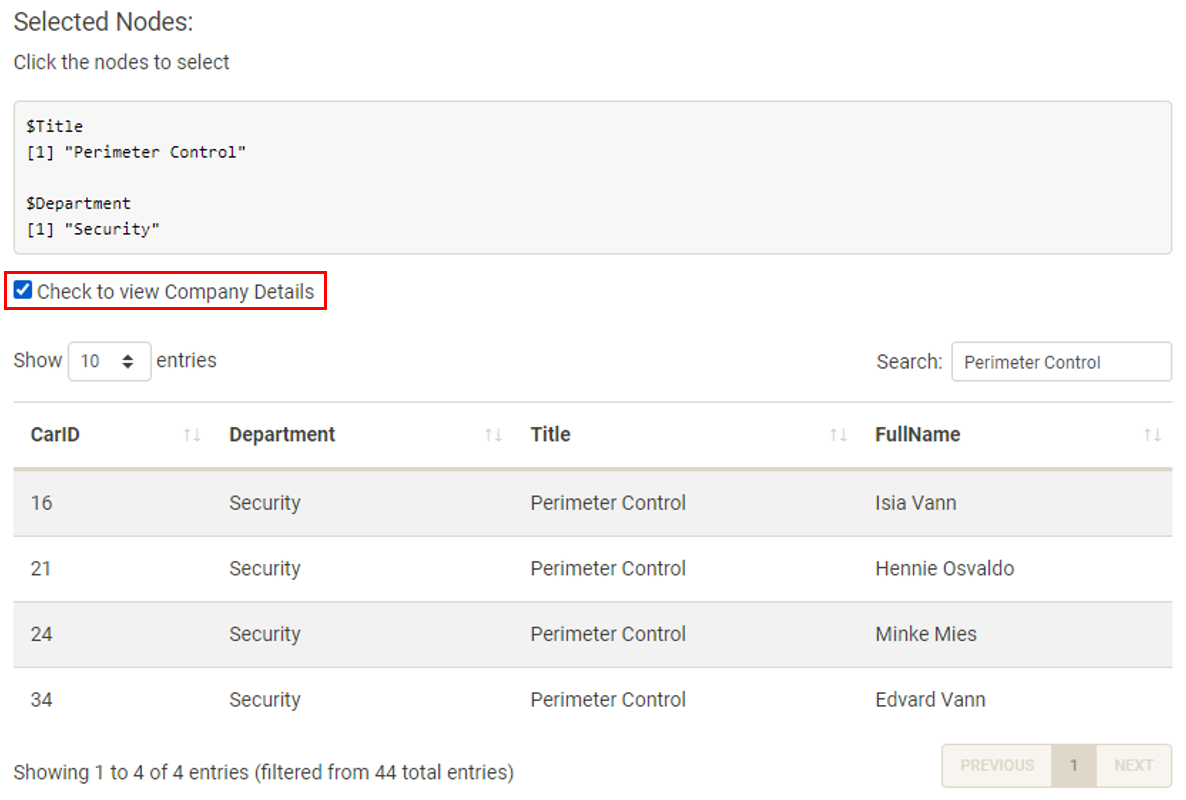 Selected Nodes:
Click the nodes to select
$Title
[1] "Perimeter Control"
$Department
[1] "Security"
Check to view Company Details
Show 10 entries Search: Perimeter Control
CarID Department Title FullName
16 Security Perimeter Control Isia Vann
21 Security Perimeter Control Hennie Osvaldo
24 Security Perimeter Control Minke Mies
34 Security Perimeter Control Edvard Vann
Showing 1 to 4 of 4 entries (filtered from 44 total entries) PREVIOUS 1 NEXT